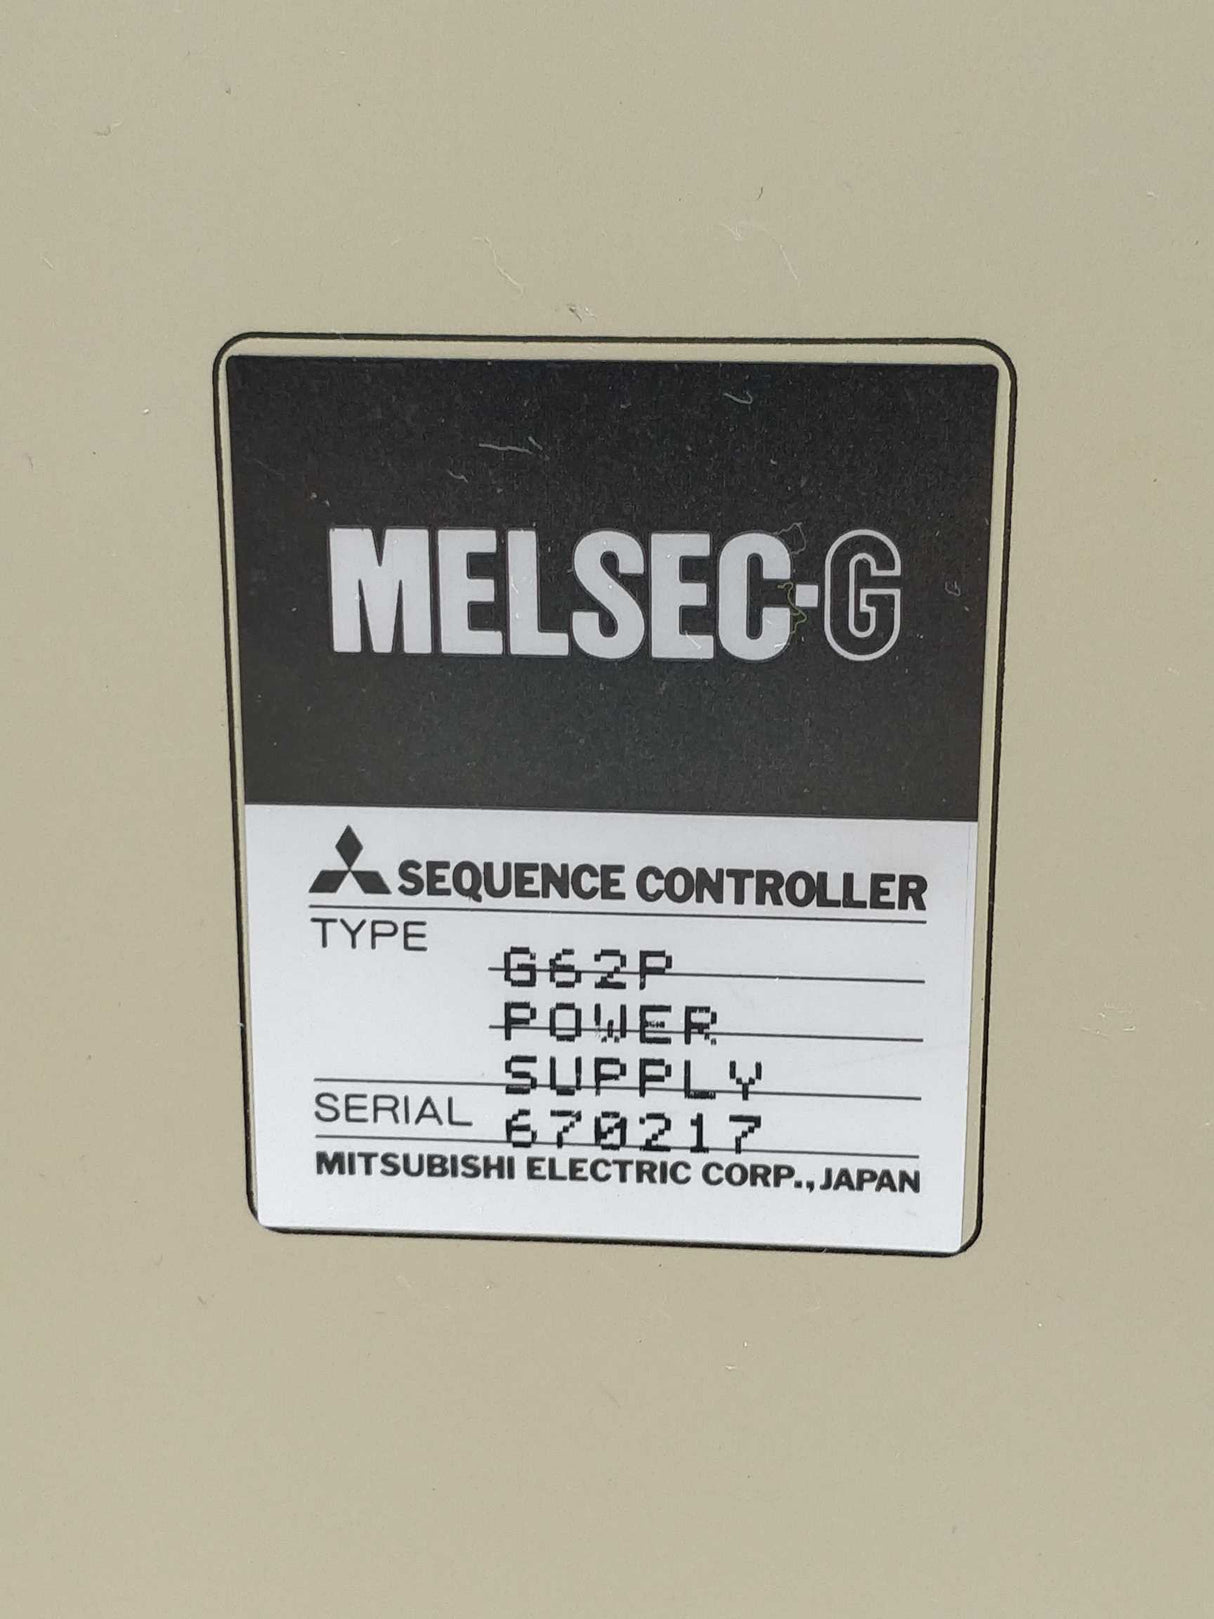 MELSEC-G
SEQUENCE CONTROLLER
TYPE
G62P
POWER
SUPPLY
SERIAL 670217
MITSUBISHI ELECTRIC CORP., JAPAN